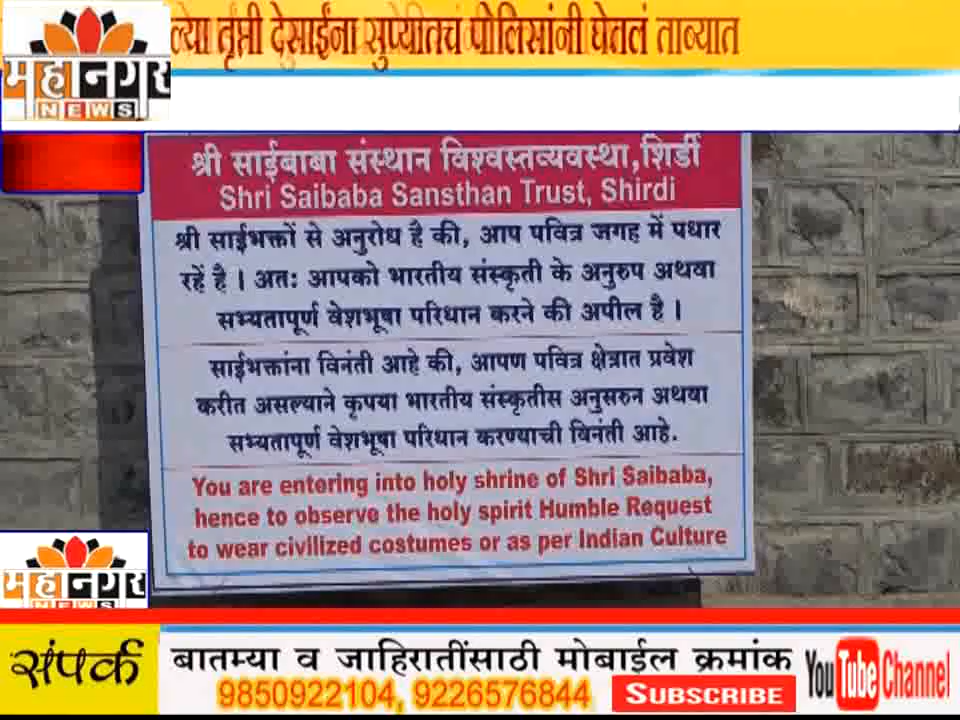 ल्या तृप्ती देसाईंना सुप्यातच पोलिसांनी घेतलं ताब्यात
महानगर
NEWS
श्री साईबाबा संस्थान विश्वस्तव्यवस्था,शिर्डी
Shri Saibaba Sansthan Trust, Shirdi
श्री साईभक्तों से अनुरोध है की, आप पवित्र जगह में पधार
रहें है । अतः आपको भारतीय संस्कृती के अनुरुप अथवा
सभ्यतापूर्ण वेशभूषा परिधान करने की अपील है ।
साईभक्तांना विनंती आहे की, आपण पवित्र क्षेत्रात प्रवेश
करीत असल्याने कृपया भारतीय संस्कृतीस अनुसरुन अथवा
सभ्यतापूर्ण वेशभूषा परिधान करण्याची विनंती आहे.
You are entering into holy shrine of Shri Saibaba,
hence to observe the holy spirit Humble Request
to wear civilized costumes or as per Indian Culture
महानगर
NEWS
संपर्क
बातम्या व जाहिरातींसाठी मोबाईल क्रमांक
9850922104, 9226576844
SUBSCRIBE
YouTube Channel